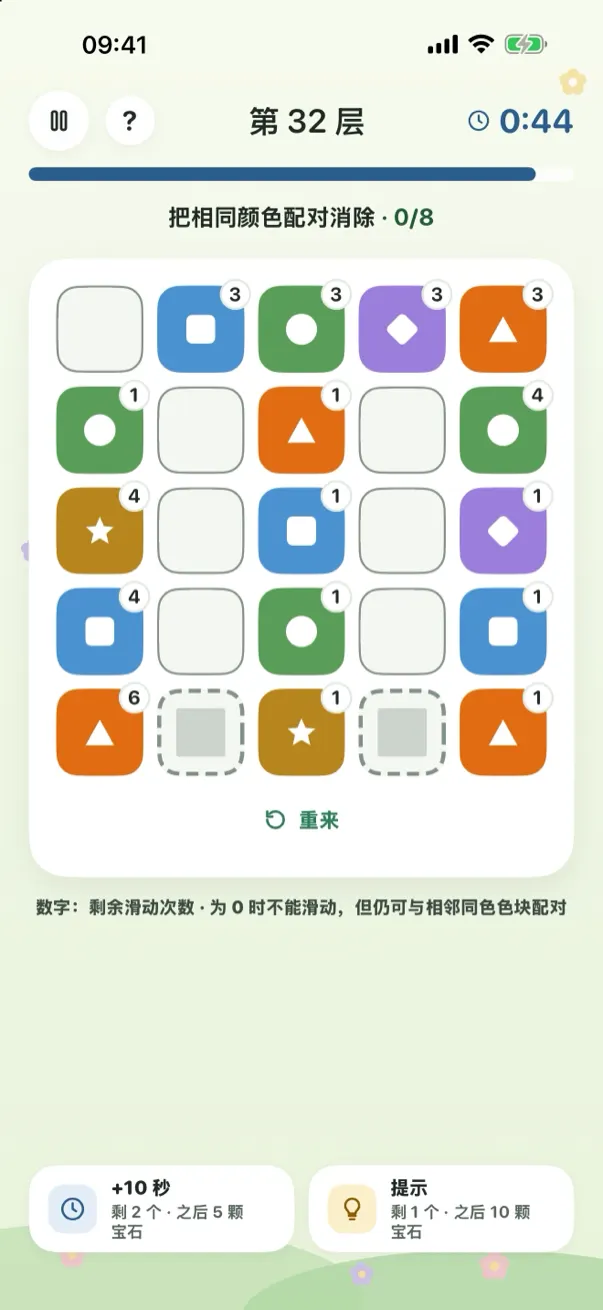 09:41
? 第 32 层 0:44
把相同颜色配对消除 · 0/8
3 3 3 3
1 1 4
4 1 1
4 1 1
6 1 1
重来
数字：剩余滑动次数 · 为 0 时不能滑动，但仍可与相邻同色色块配对
+10 秒
剩 2 个 · 之后 5 颗
宝石
提示
剩 1 个 · 之后 10 颗
宝石